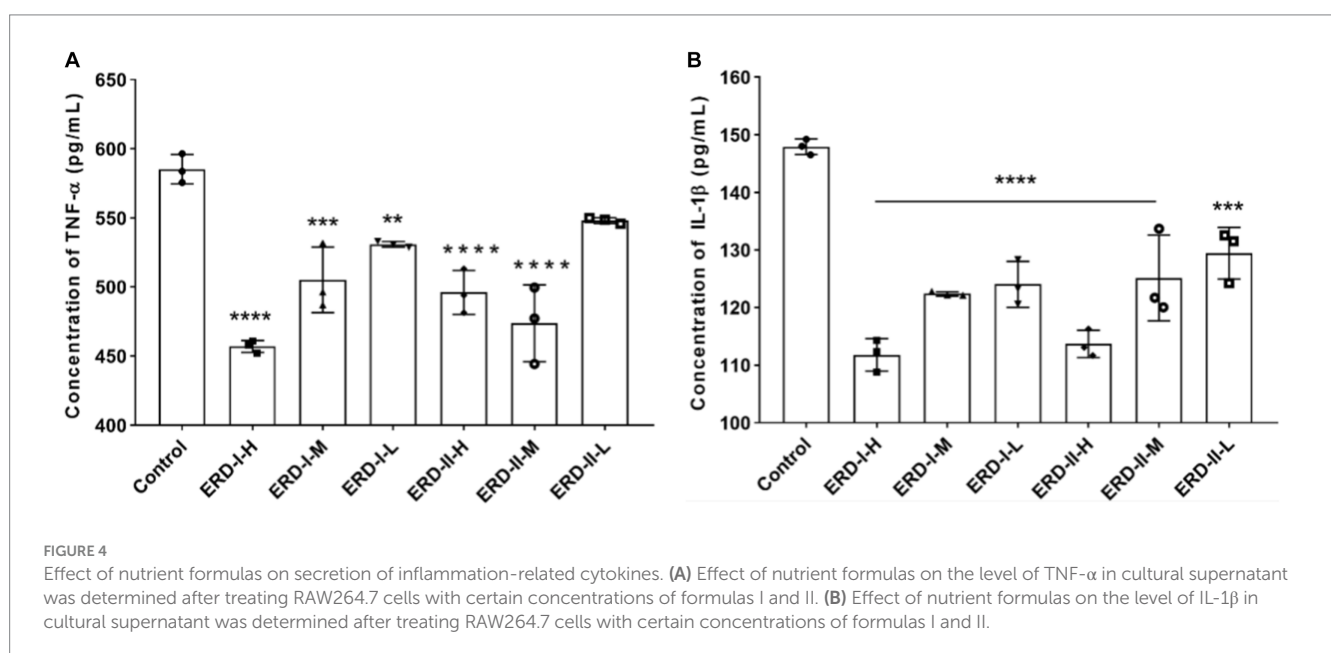 A
Concentration of TNF-α (pg/mL)
650
600
550
500
450
400
****
***
**
****
****
Control
ERD-I-H
ERD-I-M
ERD-I-L
ERD-II-H
ERD-II-M
ERD-II-L
B
Concentration of IL-1β (pg/mL)
160
150
140
130
120
110
100
****
***
Control
ERD-I-H
ERD-I-M
ERD-I-L
ERD-II-H
ERD-II-M
ERD-II-L
FIGURE 4
Effect of nutrient formulas on secretion of inflammation-related cytokines. (A) Effect of nutrient formulas on the level of TNF-α in cultural supernatant
was determined after treating RAW264.7 cells with certain concentrations of formulas I and II. (B) Effect of nutrient formulas on the level of IL-1β in
cultural supernatant was determined after treating RAW264.7 cells with certain concentrations of formulas I and II.